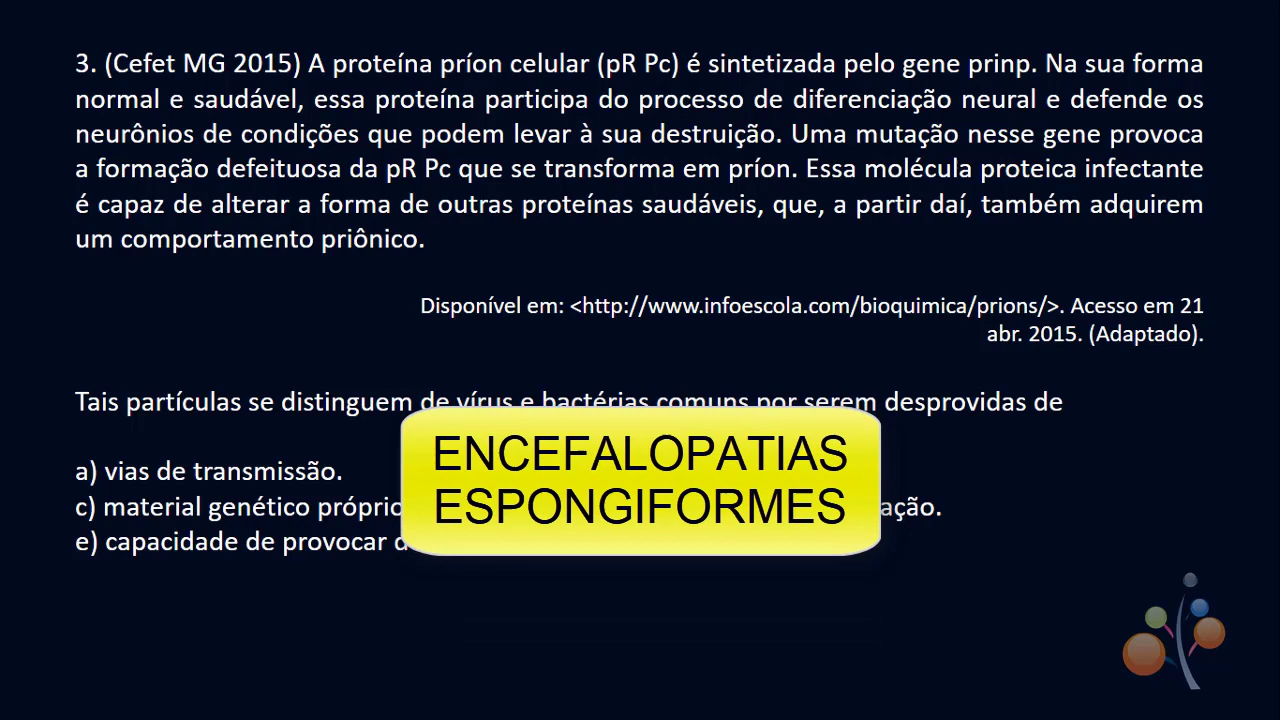 3. (Cefet MG 2015) A proteína príon celular (pR Pc) é sintetizada pelo gene prinp. Na sua forma
normal e saudável, essa proteína participa do processo de diferenciação neural e defende os
neurônios de condições que podem levar à sua destruição. Uma mutação nesse gene provoca
a formação defeituosa da pR Pc que se transforma em príon. Essa molécula proteica infectante
é capaz de alterar a forma de outras proteínas saudáveis, que, a partir daí, também adquirem
um comportamento priônico.
Disponível em: <http://www.infoescola.com/bioquimica/prions/>. Acesso em 21
abr. 2015. (Adaptado).
Tais partículas se distinguem de vírus e bactérias comuns por serem desprovidas de
a) vias de transmissão.
c) material genético próprio
e) capacidade de provocar
ENCEFALOPATIAS
ESPONGIFORMES